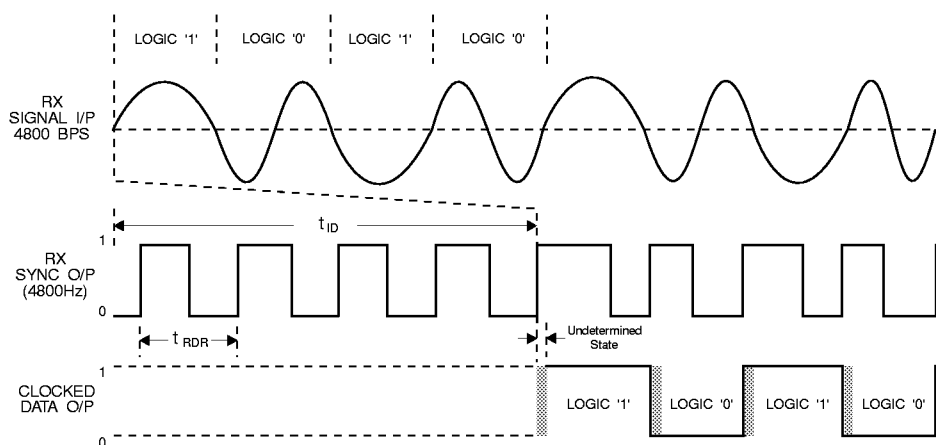 LOGIC '1' LOGIC '0' LOGIC '1' LOGIC '0'
RX
SIGNAL I/P
4800 BPS
t ID
1
RX
SYNC O/P
(4800Hz)
0
t RDR
Undetermined
State
1
CLOCKED
DATA O/P
LOGIC '1' LOGIC '0' LOGIC '1' LOGIC '0'
0